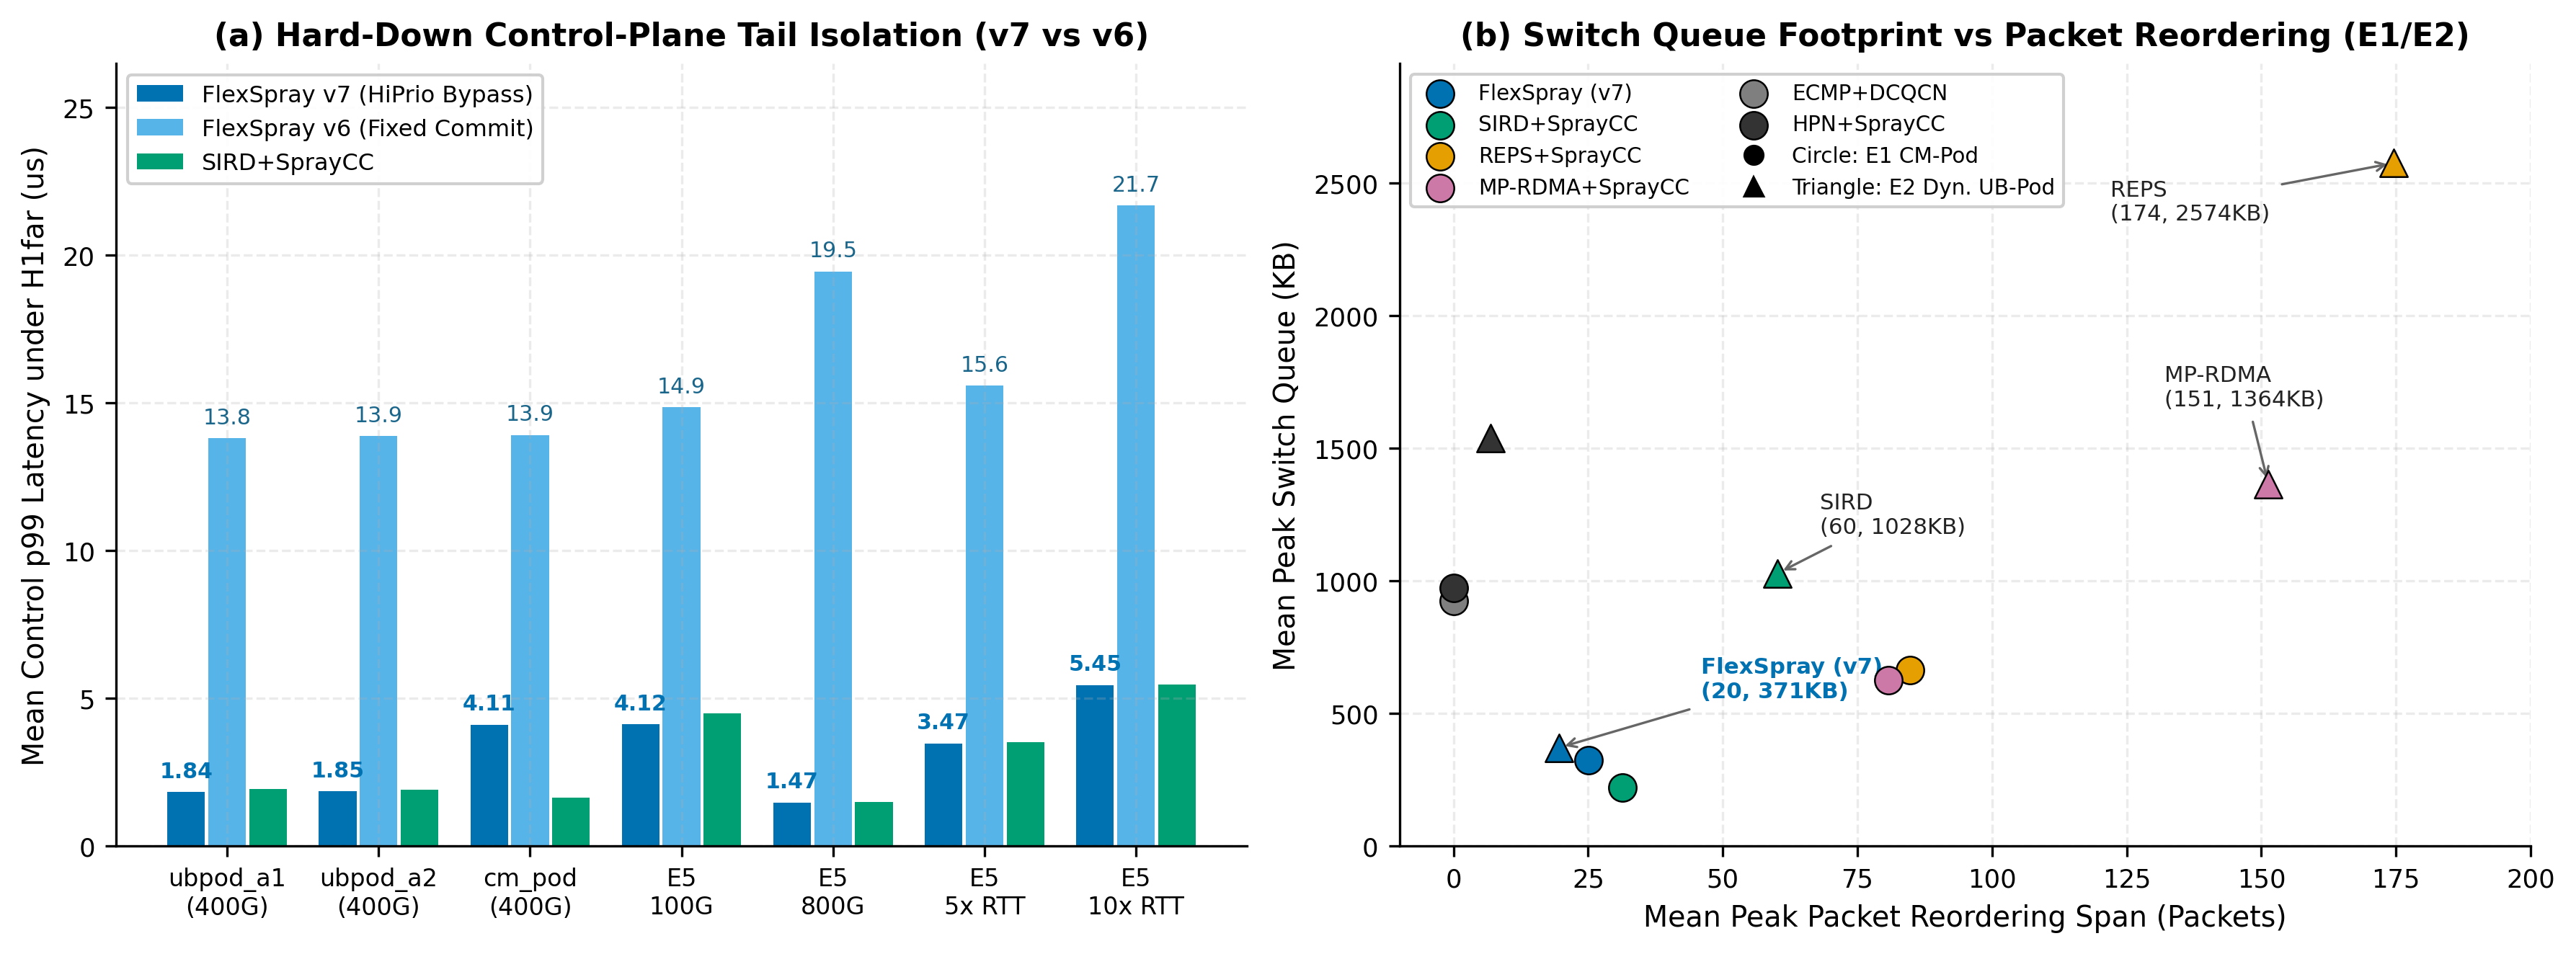 (a) Hard-Down Control-Plane Tail Isolation (v7 vs v6)
Mean Control p99 Latency under H1far (us)
25
20
15
10
5
0
FlexSpray v7 (HiPrio Bypass)
FlexSpray v6 (Fixed Commit)
SIRD+SprayCC
1.84
13.8
1.85
13.9
4.11
13.9
4.12
14.9
1.47
19.5
3.47
15.6
5.45
21.7
ubpod_a1
(400G)
ubpod_a2
(400G)
cm_pod
(400G)
E5
100G
E5
800G
E5
5x RTT
E5
10x RTT
(b) Switch Queue Footprint vs Packet Reordering (E1/E2)
Mean Peak Switch Queue (KB)
2500
2000
1500
1000
500
0
FlexSpray (v7)
SIRD+SprayCC
REPS+SprayCC
MP-RDMA+SprayCC
ECMP+DCQCN
HPN+SprayCC
Circle: E1 CM-Pod
Triangle: E2 Dyn. UB-Pod
REPS
(174, 2574KB)
MP-RDMA
(151, 1364KB)
SIRD
(60, 1028KB)
FlexSpray (v7)
(20, 371KB)
0
25
50
75
100
125
150
175
200
Mean Peak Packet Reordering Span (Packets)